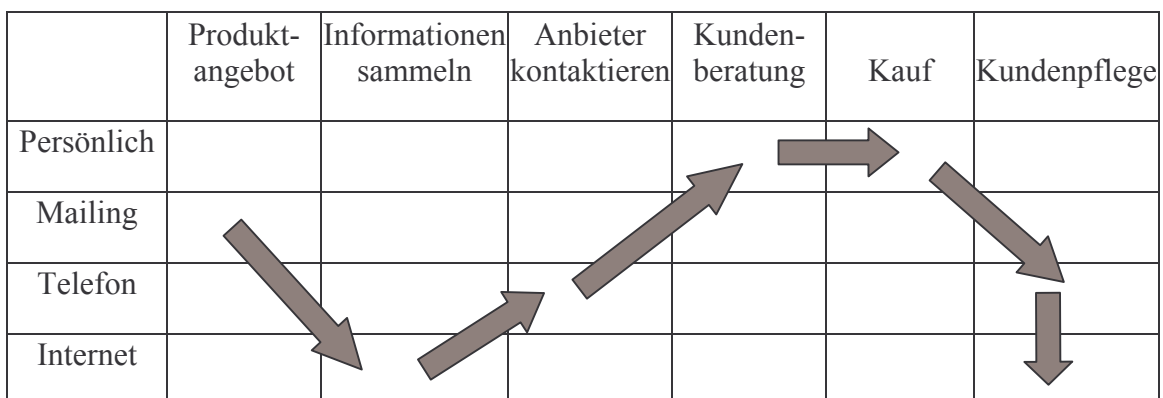 Produkt-
angebot
Informationen
sammeln
Anbieter
kontaktieren
Kunden-
beratung
Kauf
Kundenpflege
Persönlich
Mailing
Telefon
Internet